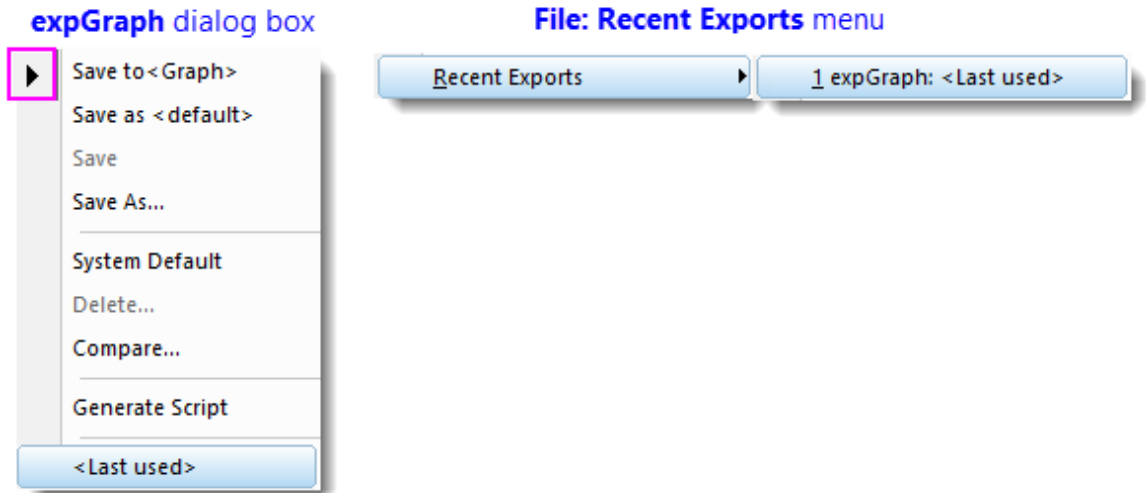 expGraph dialog box
Save to<Graph>
Save as <default>
Save
Save As...
System Default
Delete...
Compare...
Generate Script
<Last used>
File: Recent Exports menu
Recent Exports
1 expGraph: <Last used>